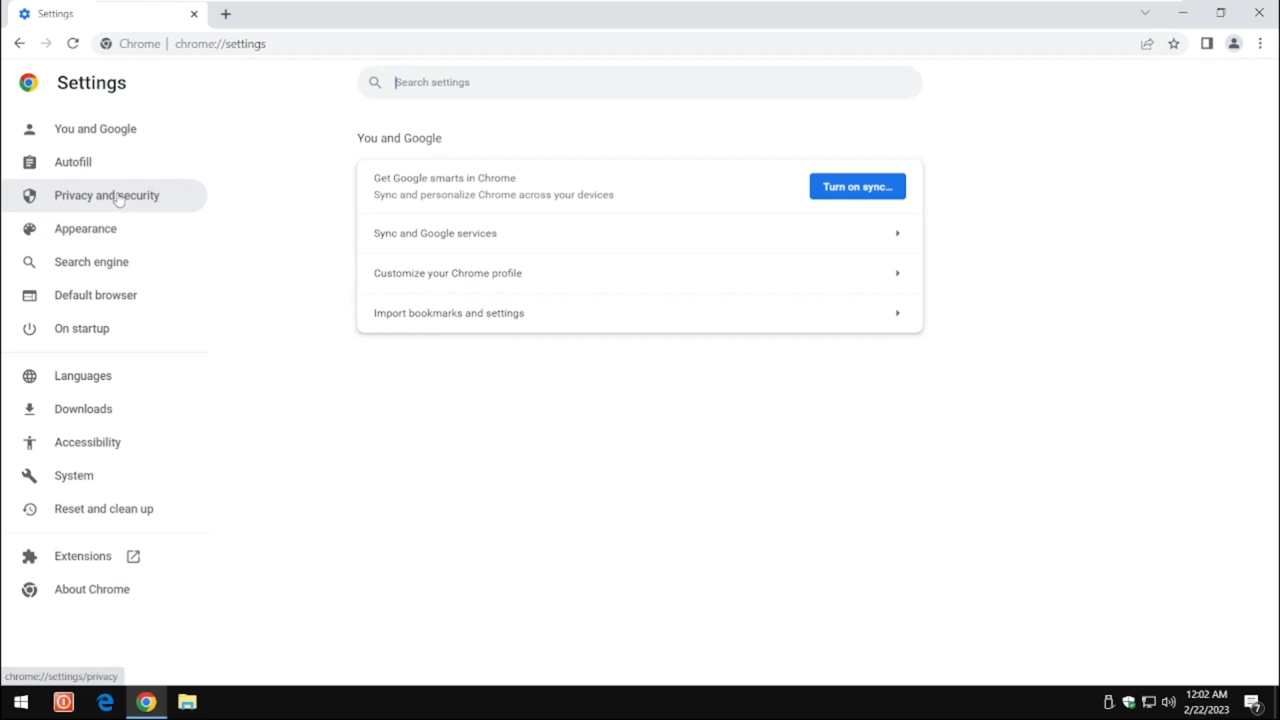 Settings
Chrome | chrome://settings
Settings
Search settings
You and Google
Autofill
Privacy and security
Appearance
Search engine
Default browser
On startup
Languages
Downloads
Accessibility
System
Reset and clean up
Extensions
About Chrome
You and Google
Get Google smarts in Chrome
Sync and personalize Chrome across your devices
Turn on sync...
Sync and Google services
Customize your Chrome profile
Import bookmarks and settings
chrome://settings/privacy
12:02 AM
2/22/2023
7